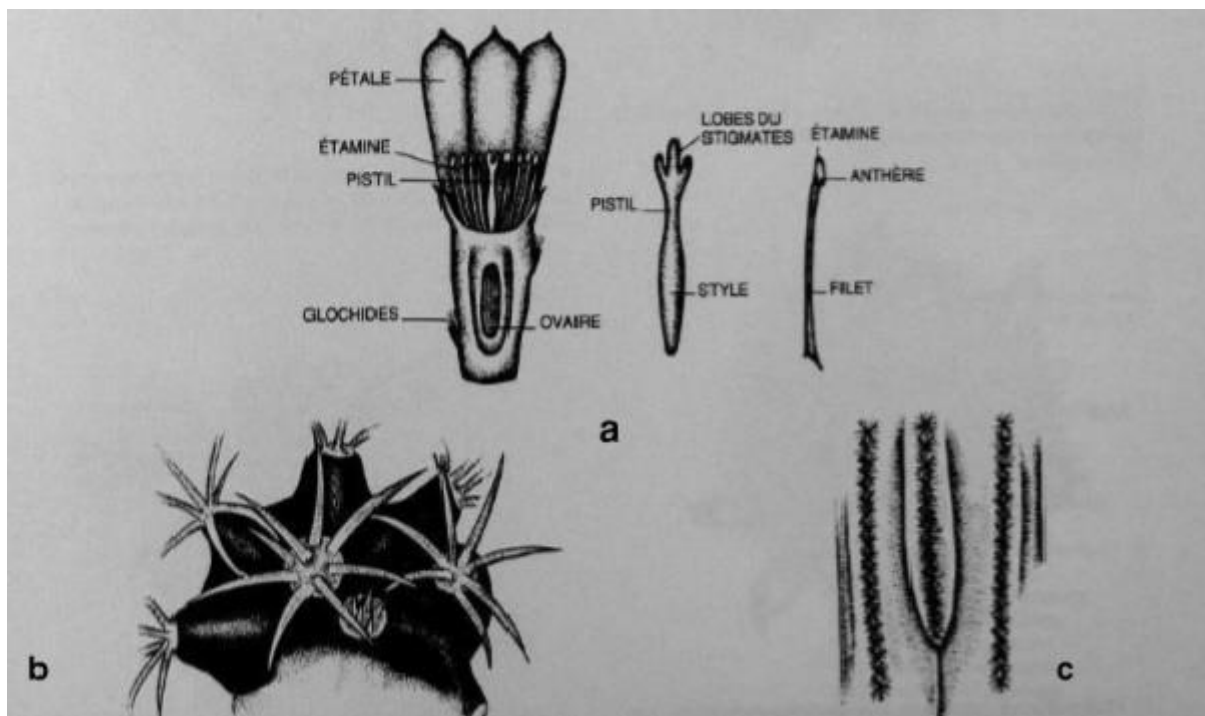 PÉTALE
ÉTAMINE
PISTIL
GLOCHIDES
OVAIRE
LOBES DU
STIGMATES
PISTIL
STYLE
ÉTAMINE
ANTHÈRE
FILET
a
b
c